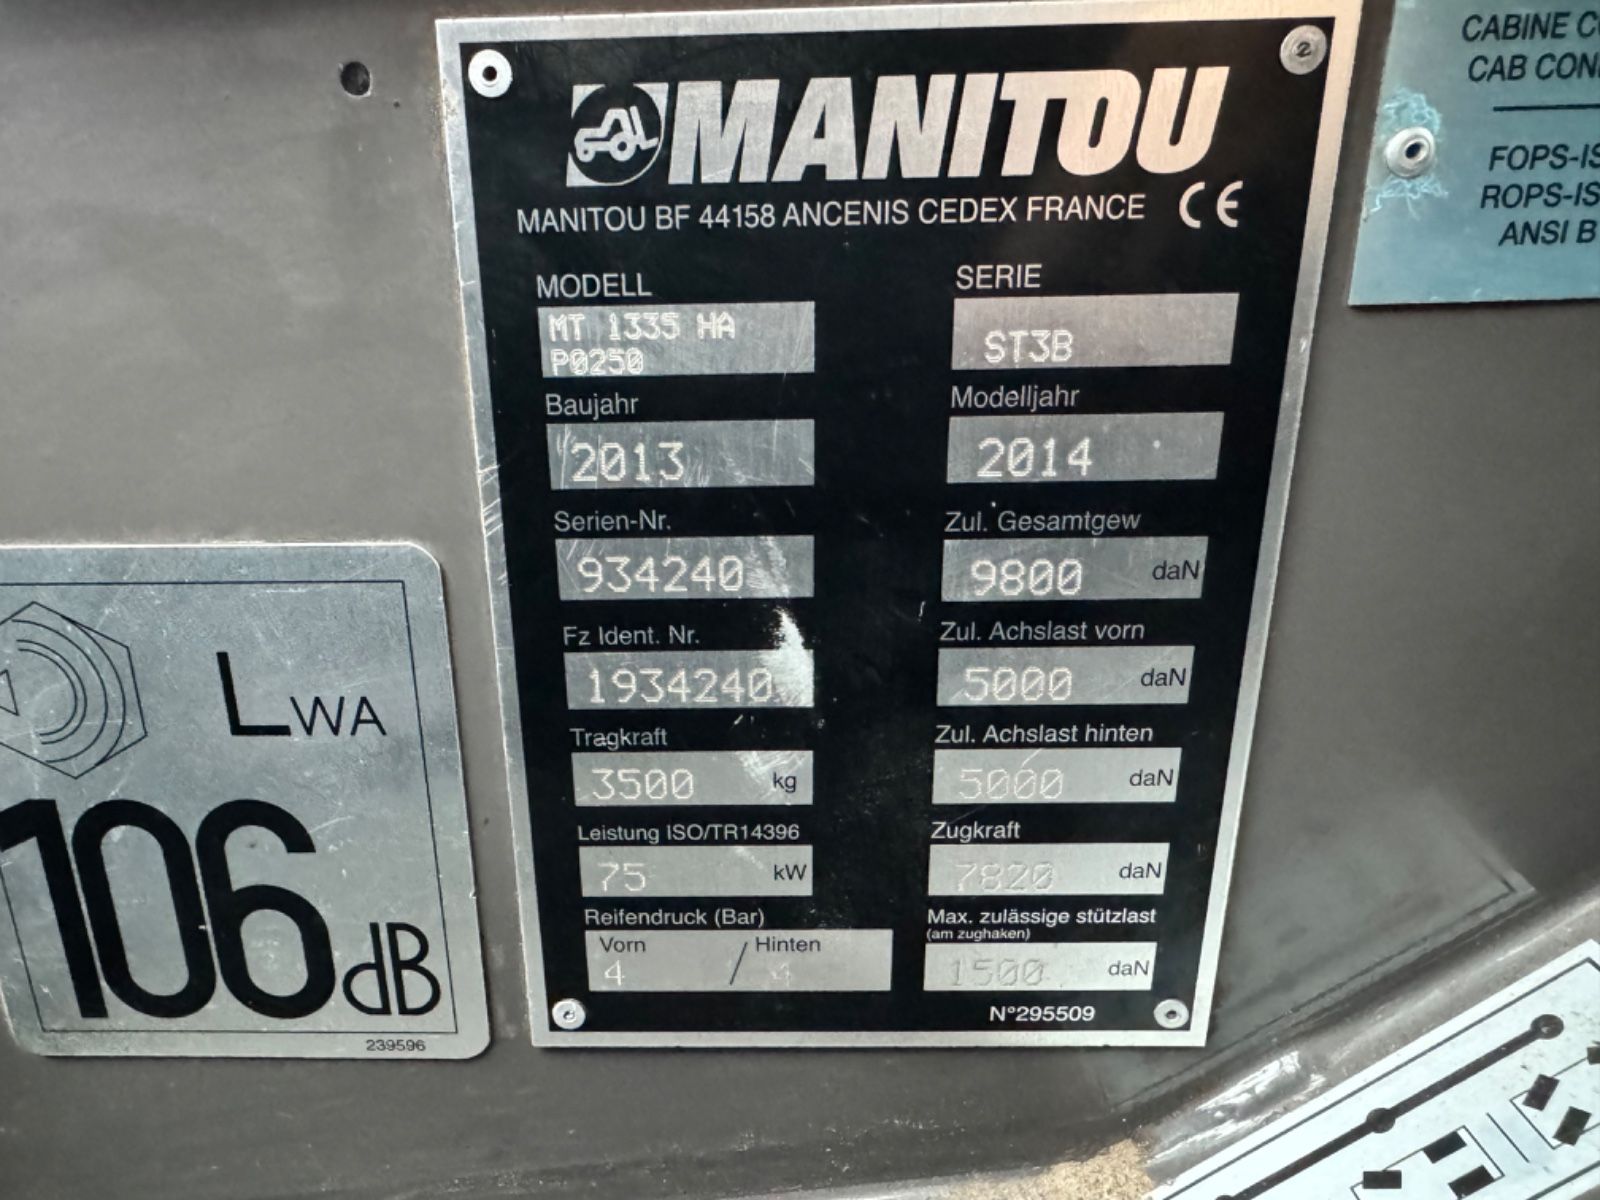 MANITOU
MANITOU BF 44158 ANCENIS CEDEX FRANCE CE
MODELL
MT 1335 HA
P0250
SERIE
ST3B
Baujahr
2013
Modelljahr
2014
Serien-Nr.
934240
Zul. Gesamtgew
9800 daN
Fz Ident. Nr.
1934240
Zul. Achslast vorn
5000 daN
Tragkraft
3500 kg
Zul. Achslast hinten
5000 daN
Leistung ISO/TR14396
75 kW
Zugkraft
7820 daN
Reifendruck (Bar)
Vorn / Hinten
4 4
Max. zulässige stützlast
(am zughaken)
1500 daN
N°295509
LWA
106 dB
239596
CABINE
CAB
FOPS-IS
ROPS-IS
ANSI B